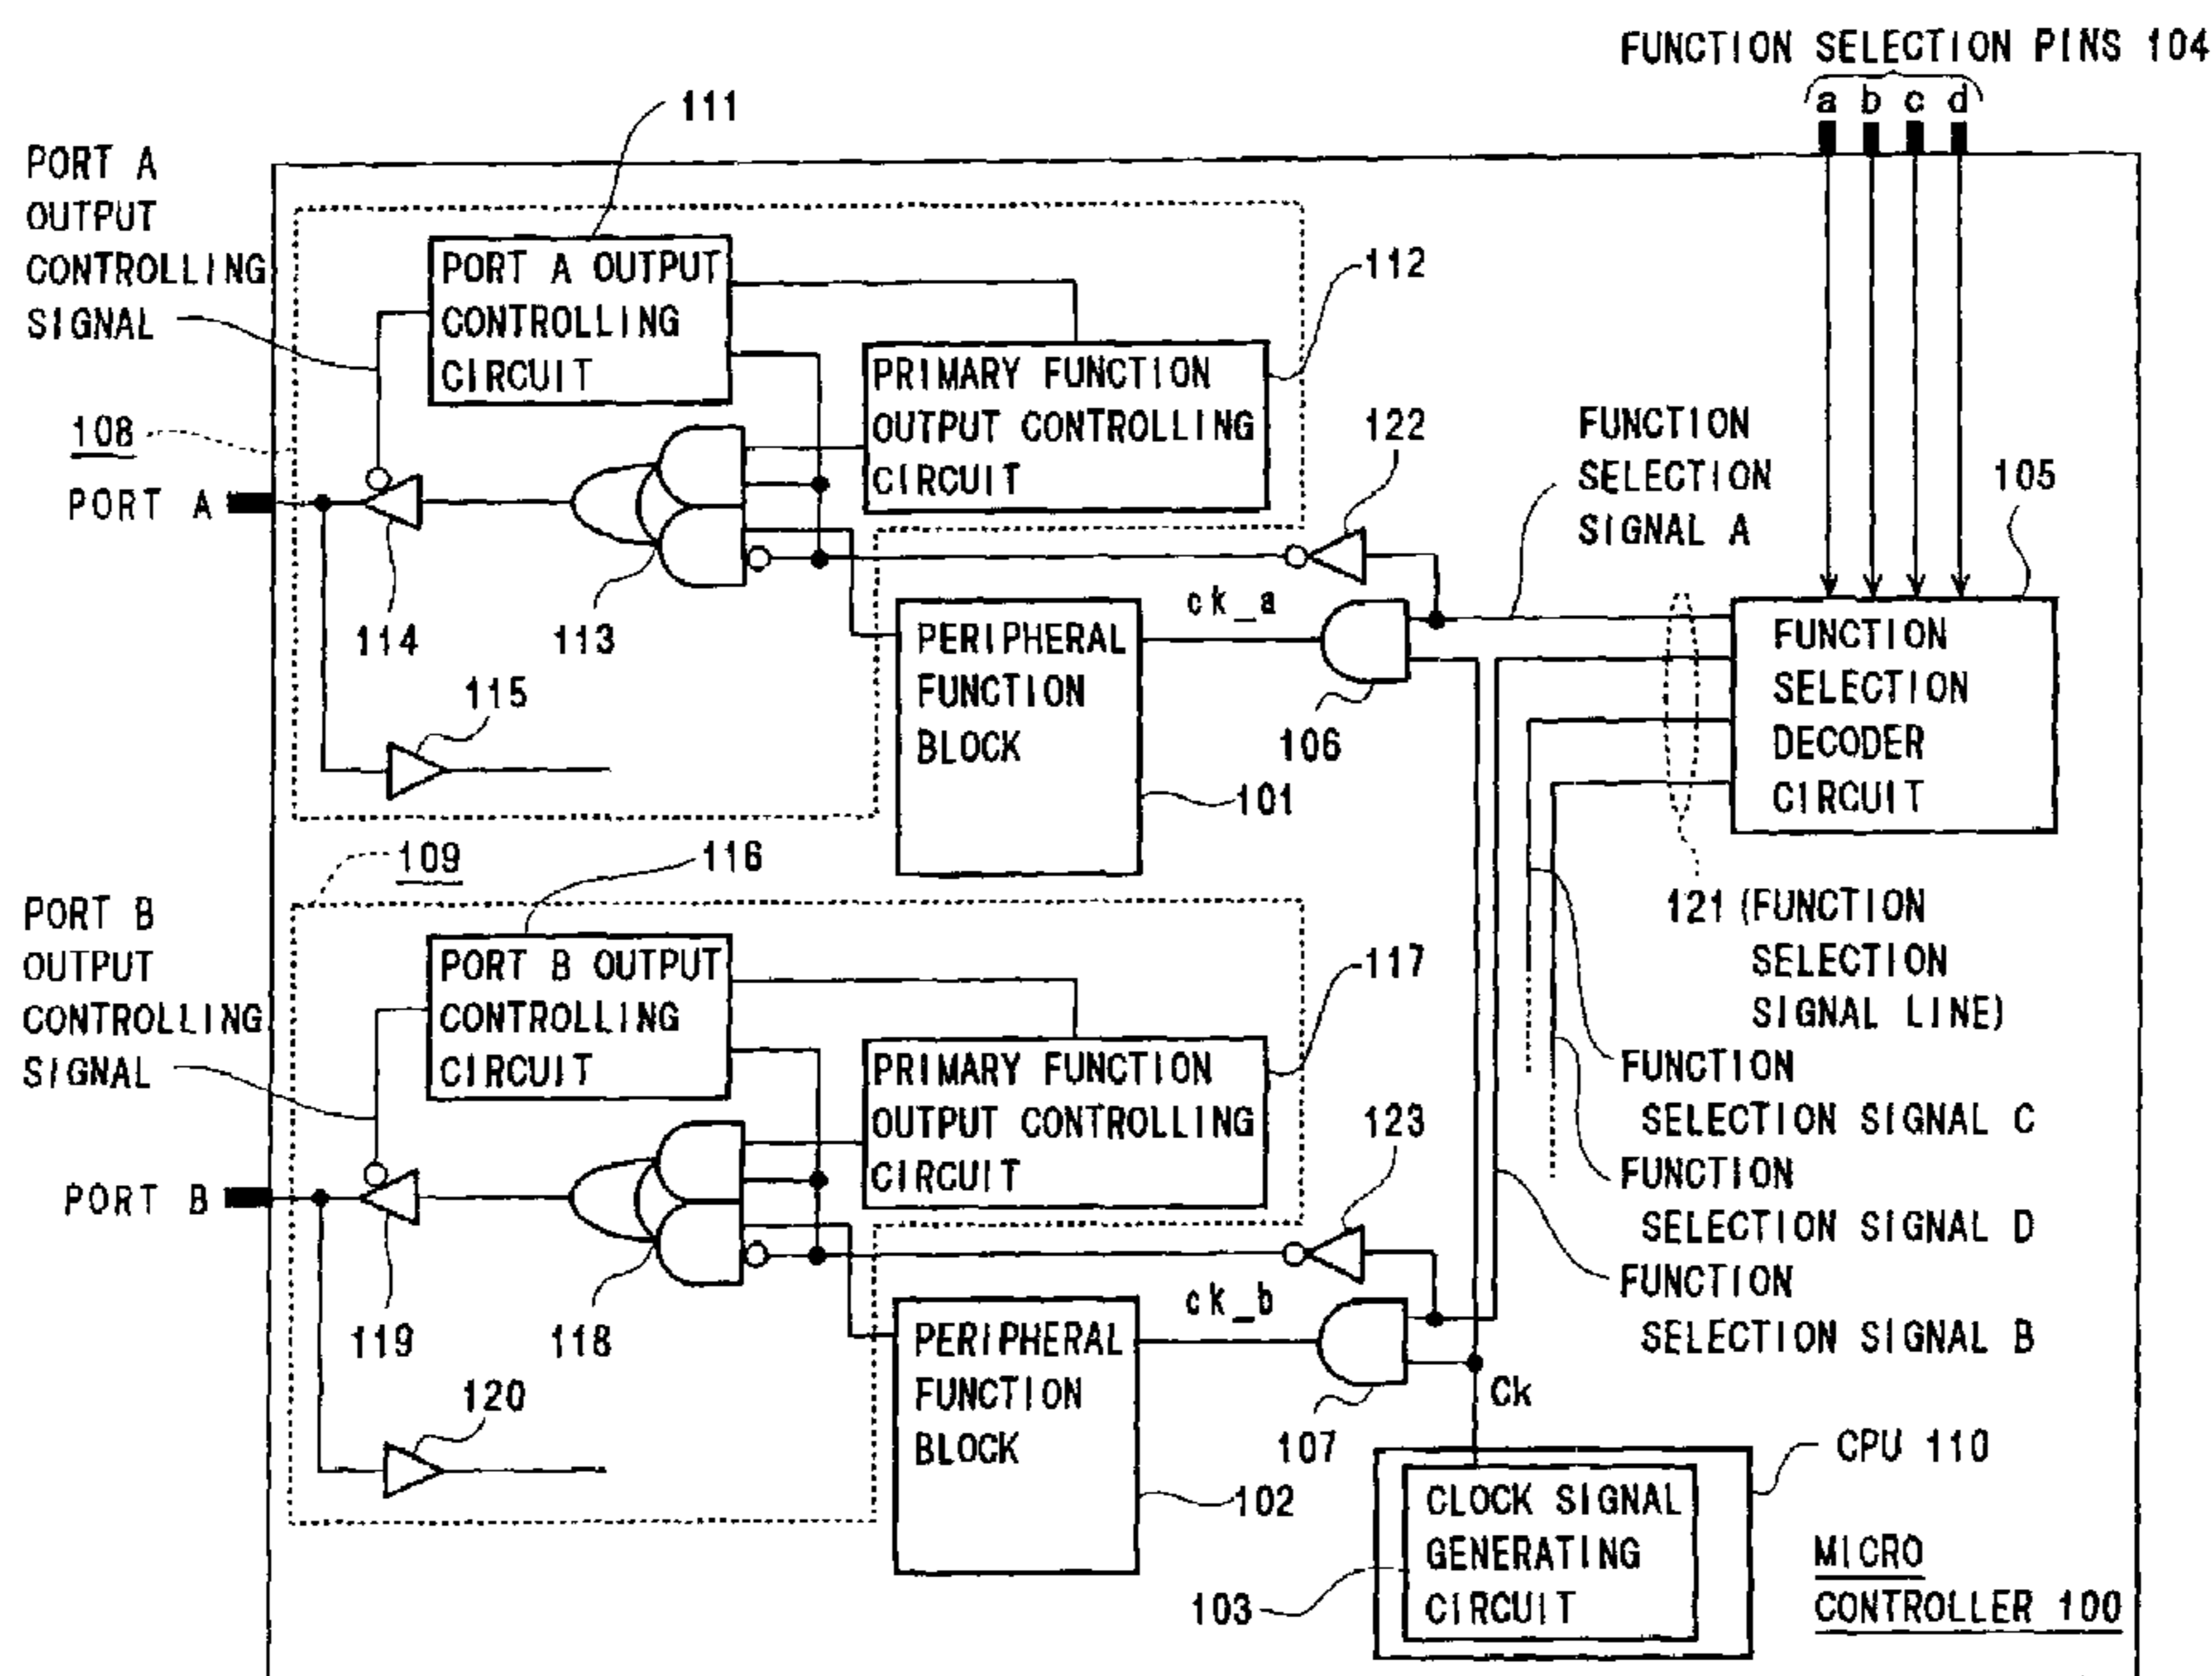 FUNCTION SELECTION PINS 104
a b c d
111
PORT A
OUTPUT
CONTROLLING
SIGNAL
PORT A OUTPUT
CONTROLLING
CIRCUIT
112
PRIMARY FUNCTION
OUTPUT CONTROLLING
CIRCUIT
108
PORT A
122
FUNCTION
SELECTION
SIGNAL A
105
114
113
115
ck_a
PERIPHERAL
FUNCTION
BLOCK
106
101
FUNCTION
SELECTION
DECODER
CIRCUIT
109
116
121 (FUNCTION
SELECTION
SIGNAL LINE)
PORT B
OUTPUT
CONTROLLING
SIGNAL
PORT B OUTPUT
CONTROLLING
CIRCUIT
117
PRIMARY FUNCTION
OUTPUT CONTROLLING
CIRCUIT
FUNCTION
SELECTION SIGNAL C
FUNCTION
SELECTION SIGNAL D
FUNCTION
SELECTION SIGNAL B
123
PORT B
119
118
120
ck_b
PERIPHERAL
FUNCTION
BLOCK
107
102
Ck
CPU 110
CLOCK SIGNAL
GENERATING
CIRCUIT
103
MICRO
CONTROLLER 100